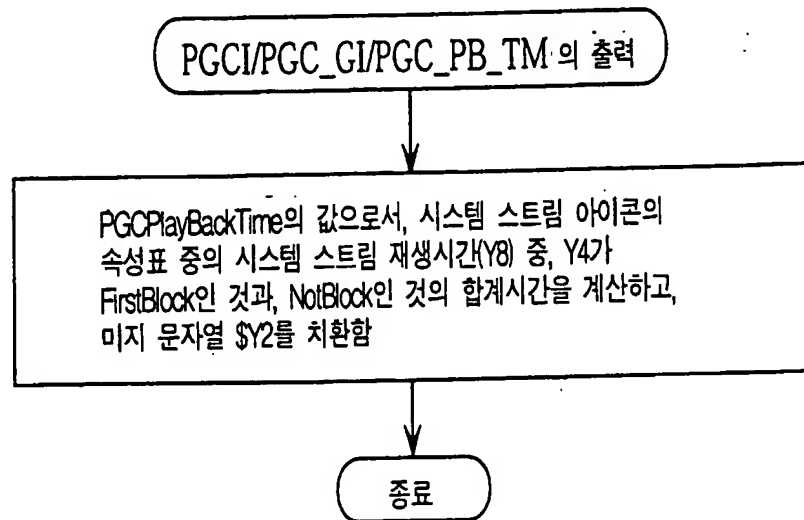 PGCI/PGC_GI/PGC_PB_TM의 출력
PGCPlayBackTime의 값으로서, 시스템 스트림 아이콘의
속성표 중의 시스템 스트림 재생시간(Y8) 중, Y4가
FirstBlock인 것과, NotBlock인 것의 합계시간을 계산하고,
미지 문자열 $Y2를 치환함
종료